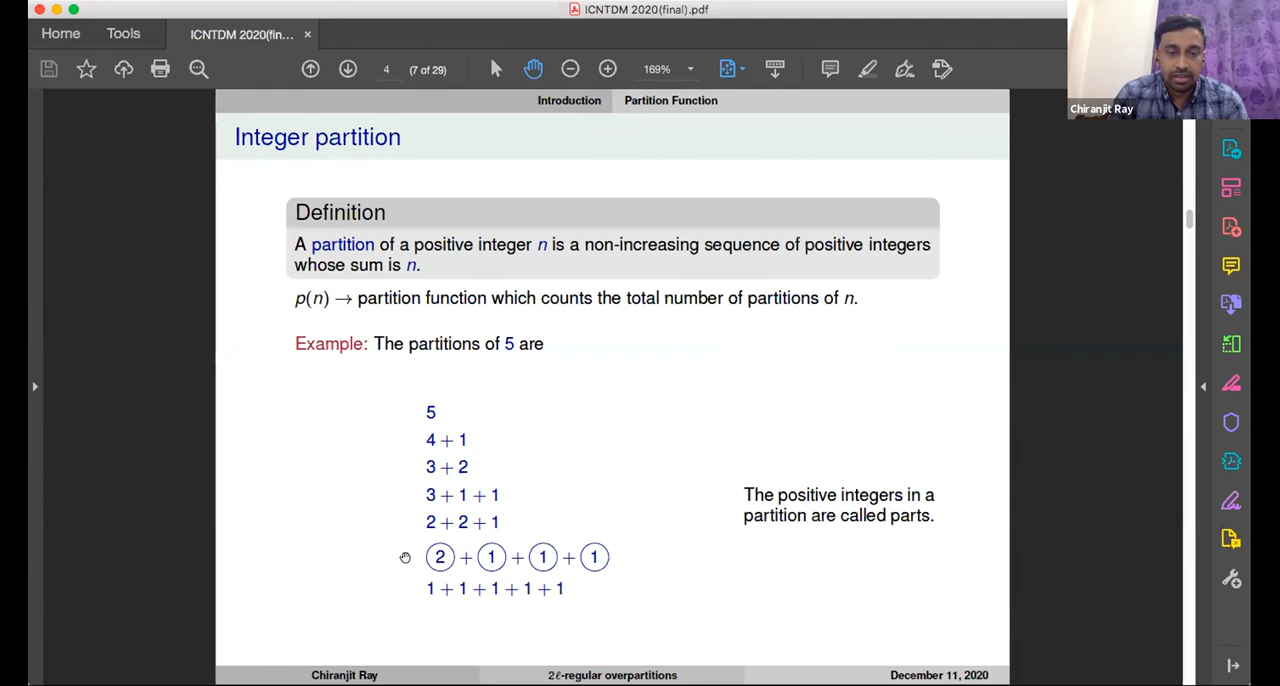 ICNTDM 2020(final).pdf
Home Tools ICNTDM 2020(fin... ×
4 (7 of 29) 169%
Chiranjit Ray
Introduction Partition Function
Integer partition
Definition
A partition of a positive integer n is a non-increasing sequence of positive integers
whose sum is n.
p(n) → partition function which counts the total number of partitions of n.
Example: The partitions of 5 are
5
4 + 1
3 + 2
3 + 1 + 1
2 + 2 + 1
2 + 1 + 1 + 1
1 + 1 + 1 + 1 + 1
The positive integers in a
partition are called parts.
Chiranjit Ray 2ℓ-regular overpartitions December 11, 2020